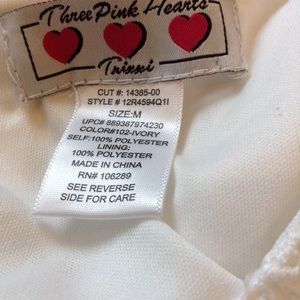 Three Pink Hearts
Trixxi
CUT #: 14385-00
STYLE # 12R4594Q1I
SIZE:M
UPC# 889387974230
COLOR#102-IVORY
SELF:100% POLYESTER
LINING:
100% POLYESTER
MADE IN CHINA
RN# 106289
SEE REVERSE
SIDE FOR CARE